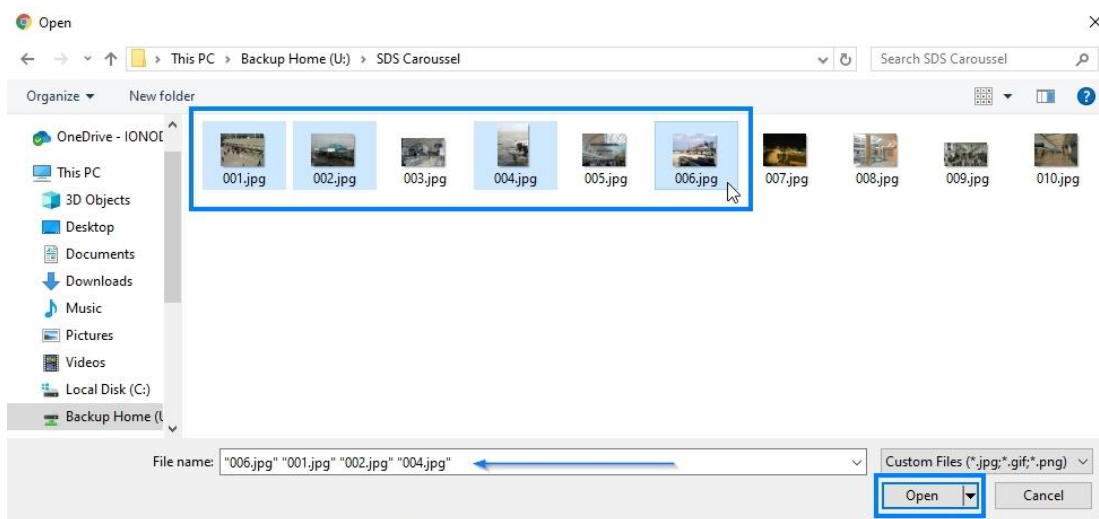 Open
This PC > Backup Home (U:) > SDS Caroussel
Search SDS Caroussel
Organize
New folder
OneDrive - IONOD
This PC
3D Objects
Desktop
Documents
Downloads
Music
Pictures
Videos
Local Disk (C:)
Backup Home (U
001.jpg 002.jpg 003.jpg 004.jpg 005.jpg 006.jpg 007.jpg 008.jpg 009.jpg 010.jpg
File name: "006.jpg" "001.jpg" "002.jpg" "004.jpg"
Custom Files (*.jpg;*.gif;*.png)
Open Cancel